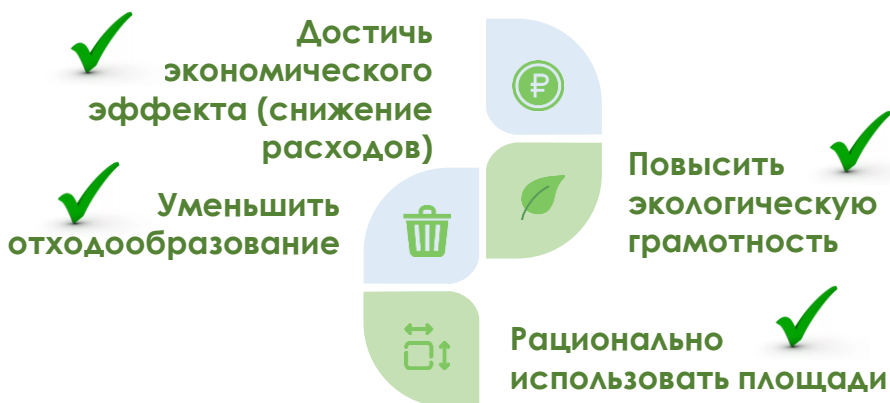 Достичь
экономического
эффекта (снижение
расходов)
Повысить
экологическую
грамотность
Уменьшить
отходообразование
Рационально
использовать площади